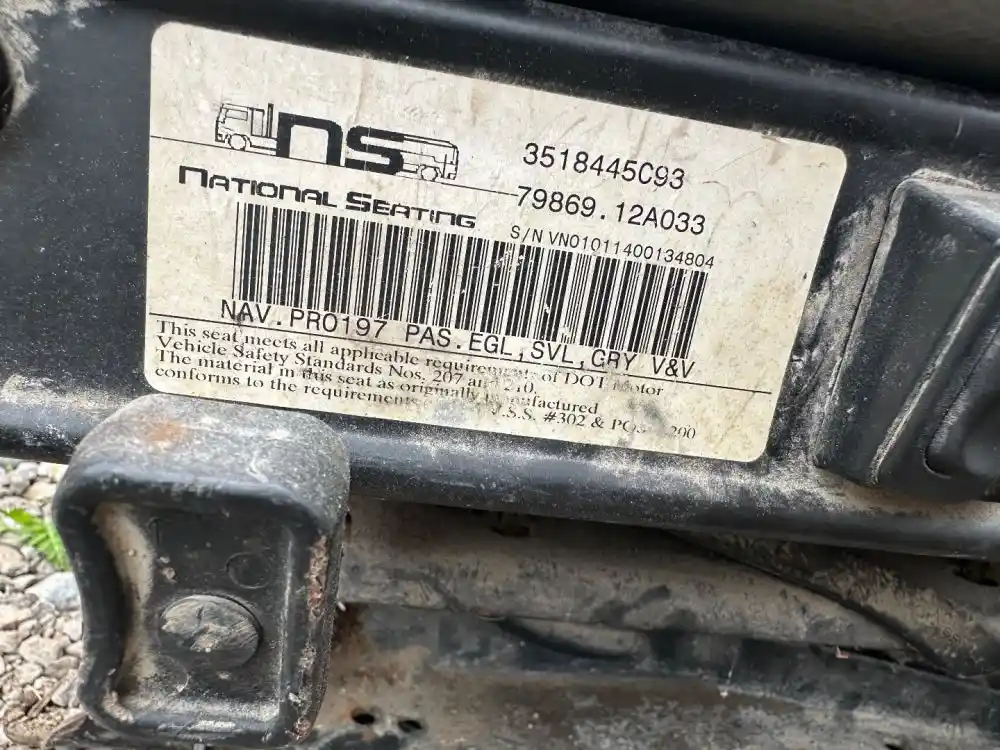 ns
NATIONAL SEATING
3518445C93
79869.12A033
S/N VN01011400134804
NAV.PRO197 PAS.EGL,SVL,GRY V&V
This seat meets all applicable requirements of DOT Motor
Vehicle Safety Standards Nos. 207 and 210.
The material in this seat as originally manufactured
conforms to the requirements #302 &